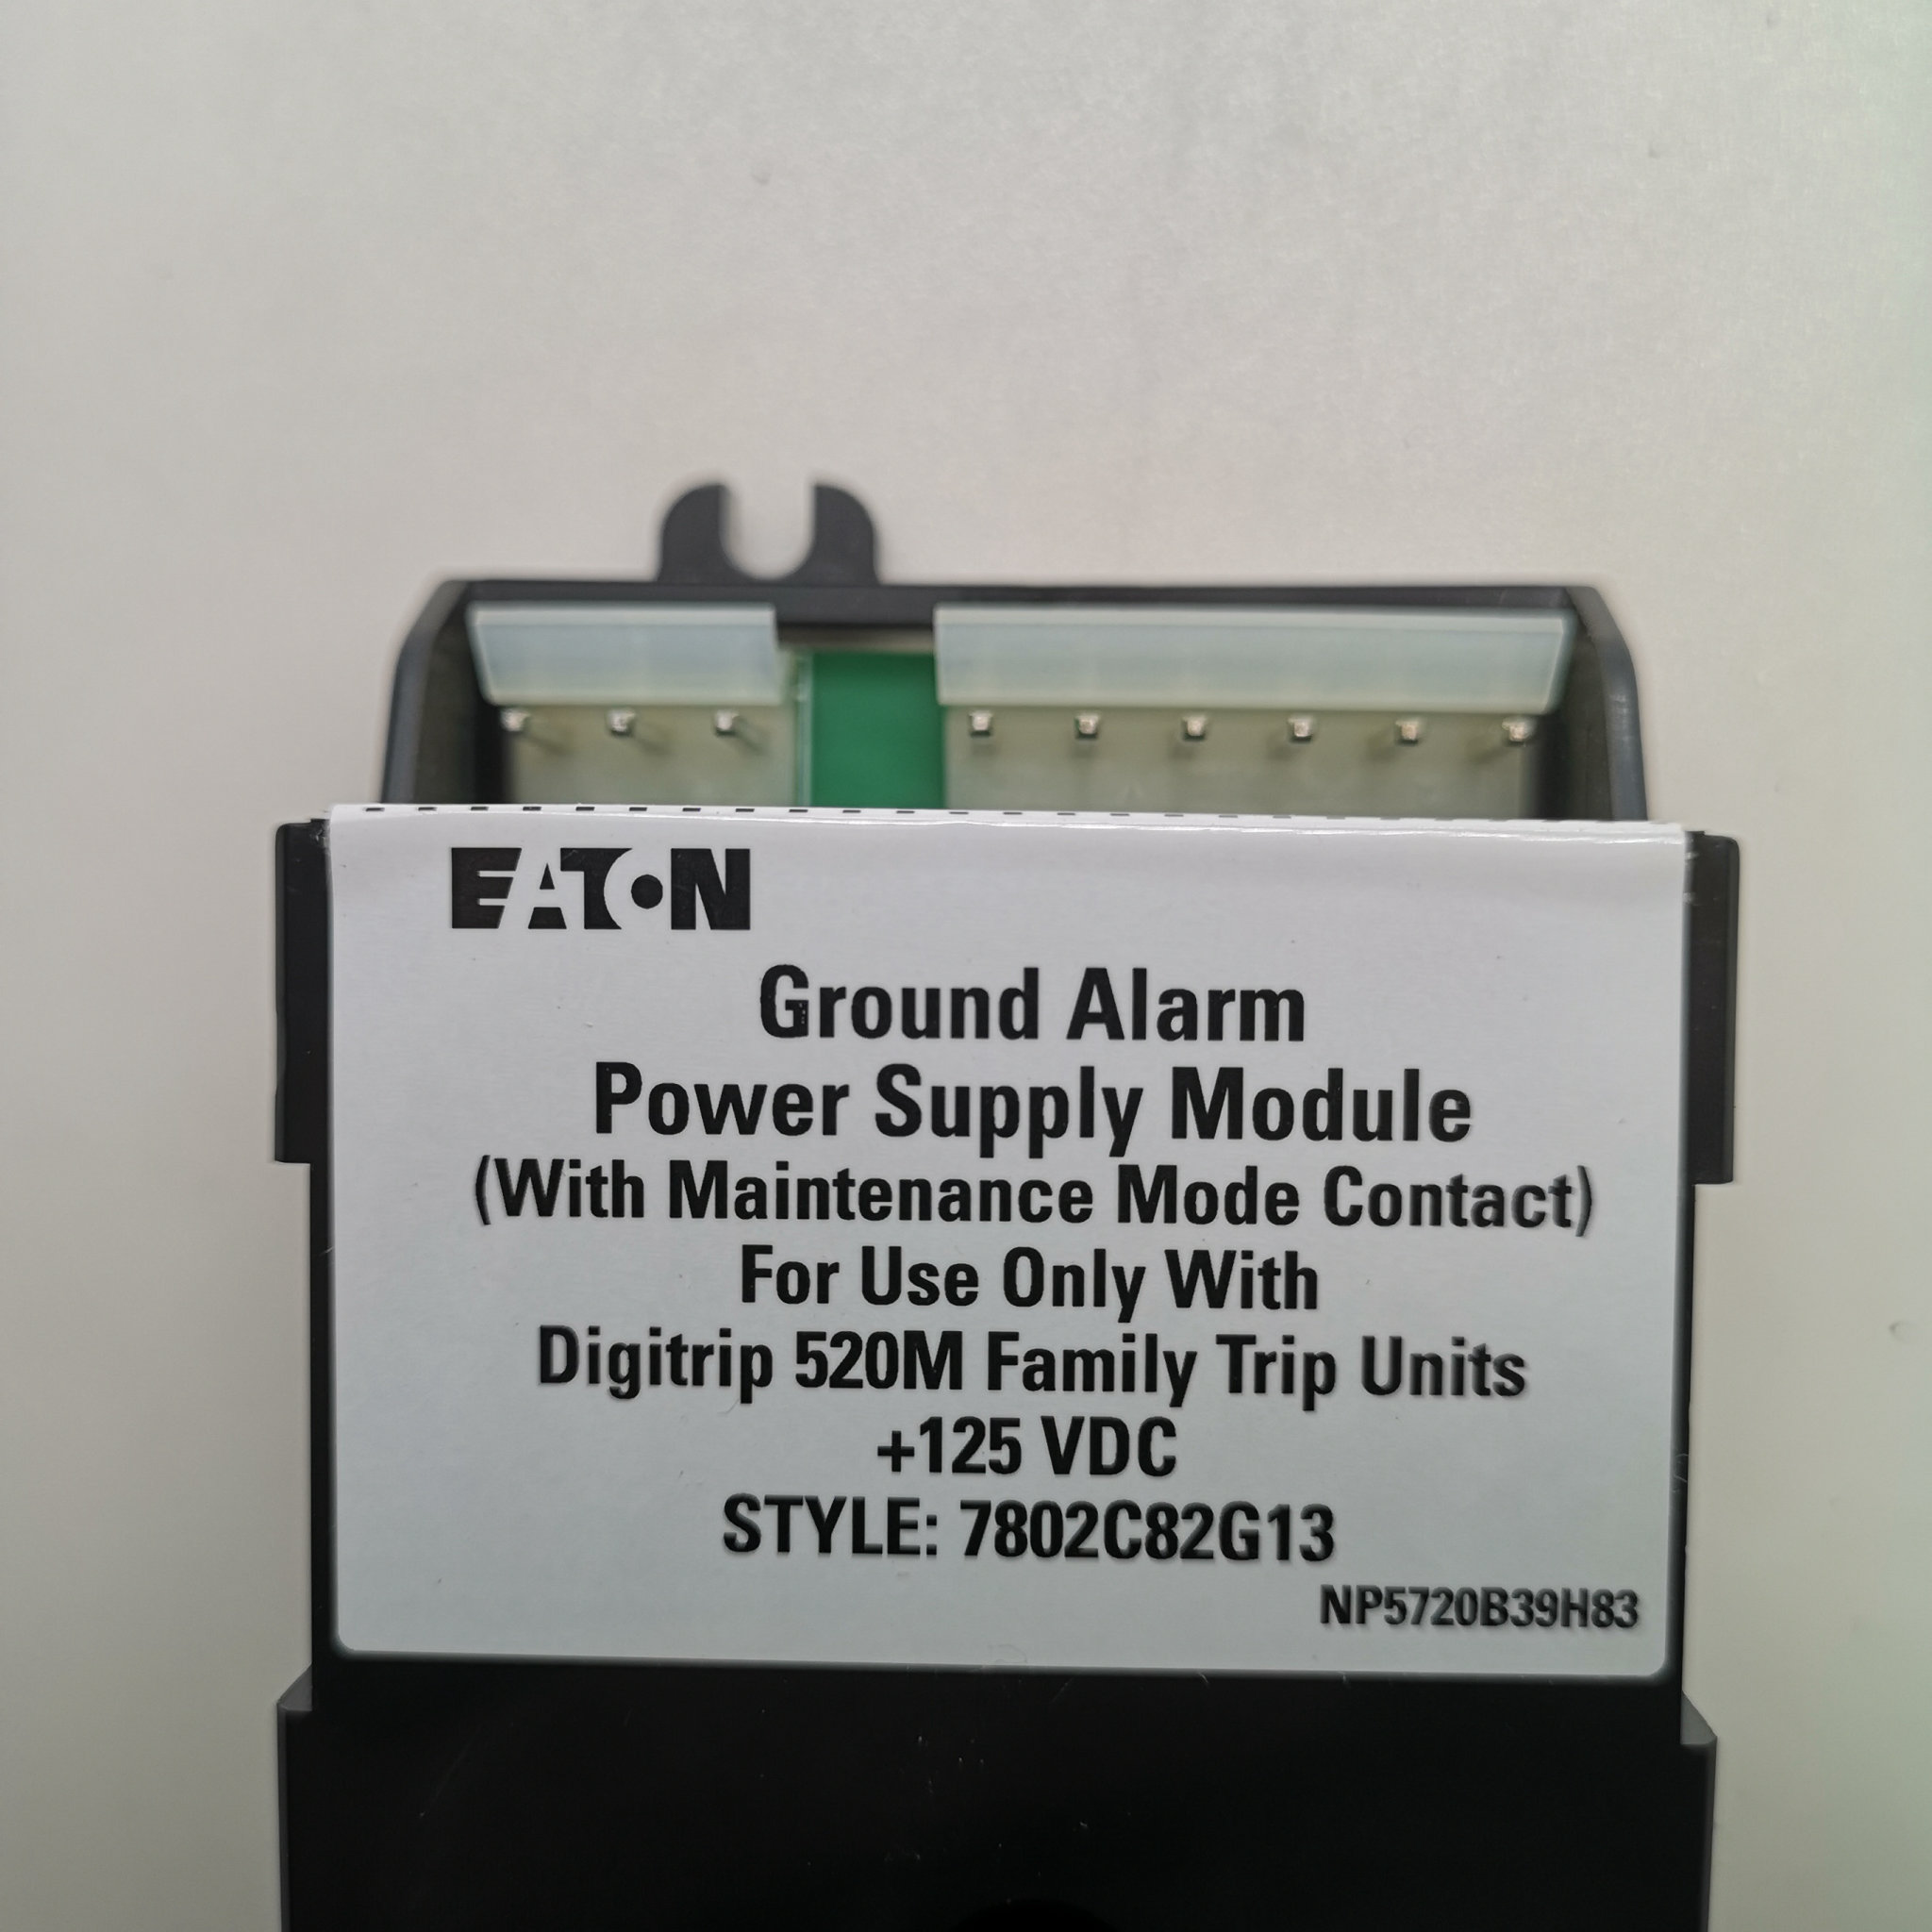 EATON
Ground Alarm
Power Supply Module
(With Maintenance Mode Contact)
For Use Only With
Digitrip 520M Family Trip Units
+125 VDC
STYLE: 7802C82G13
NP5720B39H83